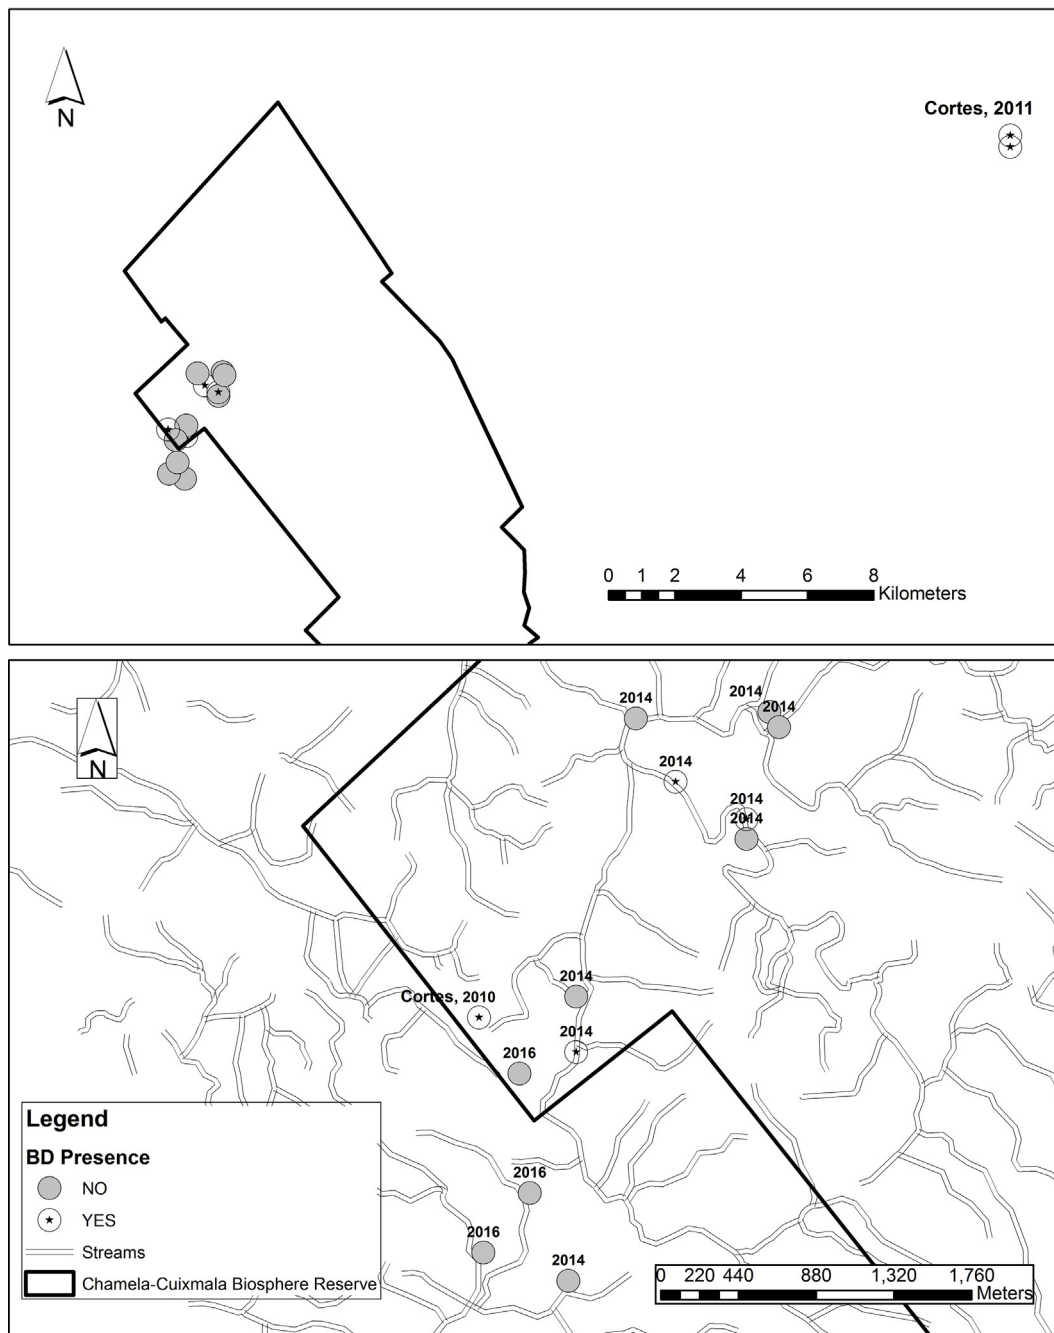 N
Cortes, 2011
0 1 2 4 6 8
Kilometers
2014
2014
2014
N
2014
2014
2014
2014
Cortes, 2010
2014
2016
Legend
BD Presence
NO
YES
Streams
Chamela-Cuixmala Biosphere Reserve
2016
2016
2014
0 220 440 880 1,320 1,760
Meters